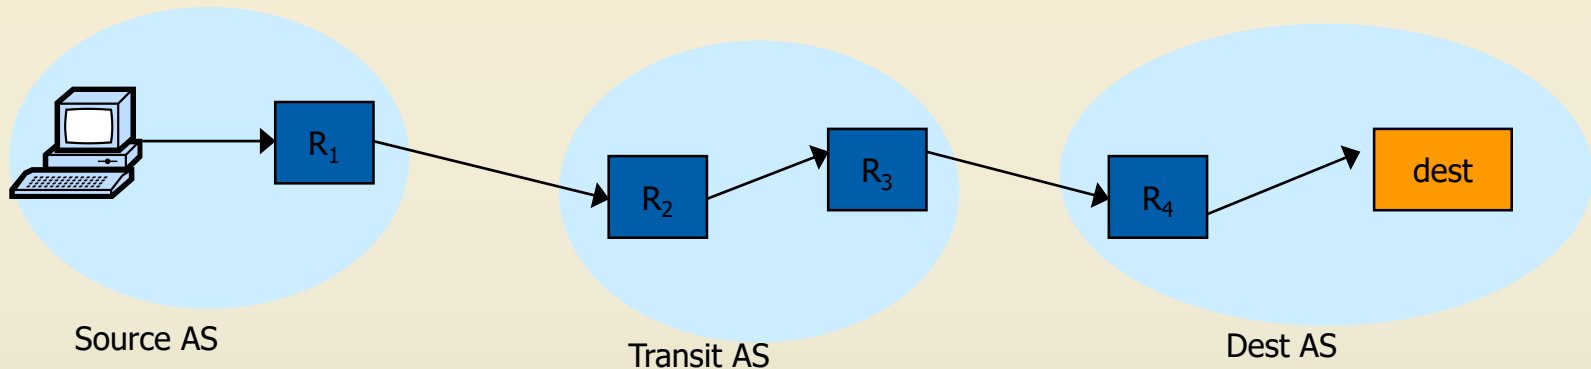 R₁
R₂
R₃
R₄
dest
Source AS
Transit AS
Dest AS